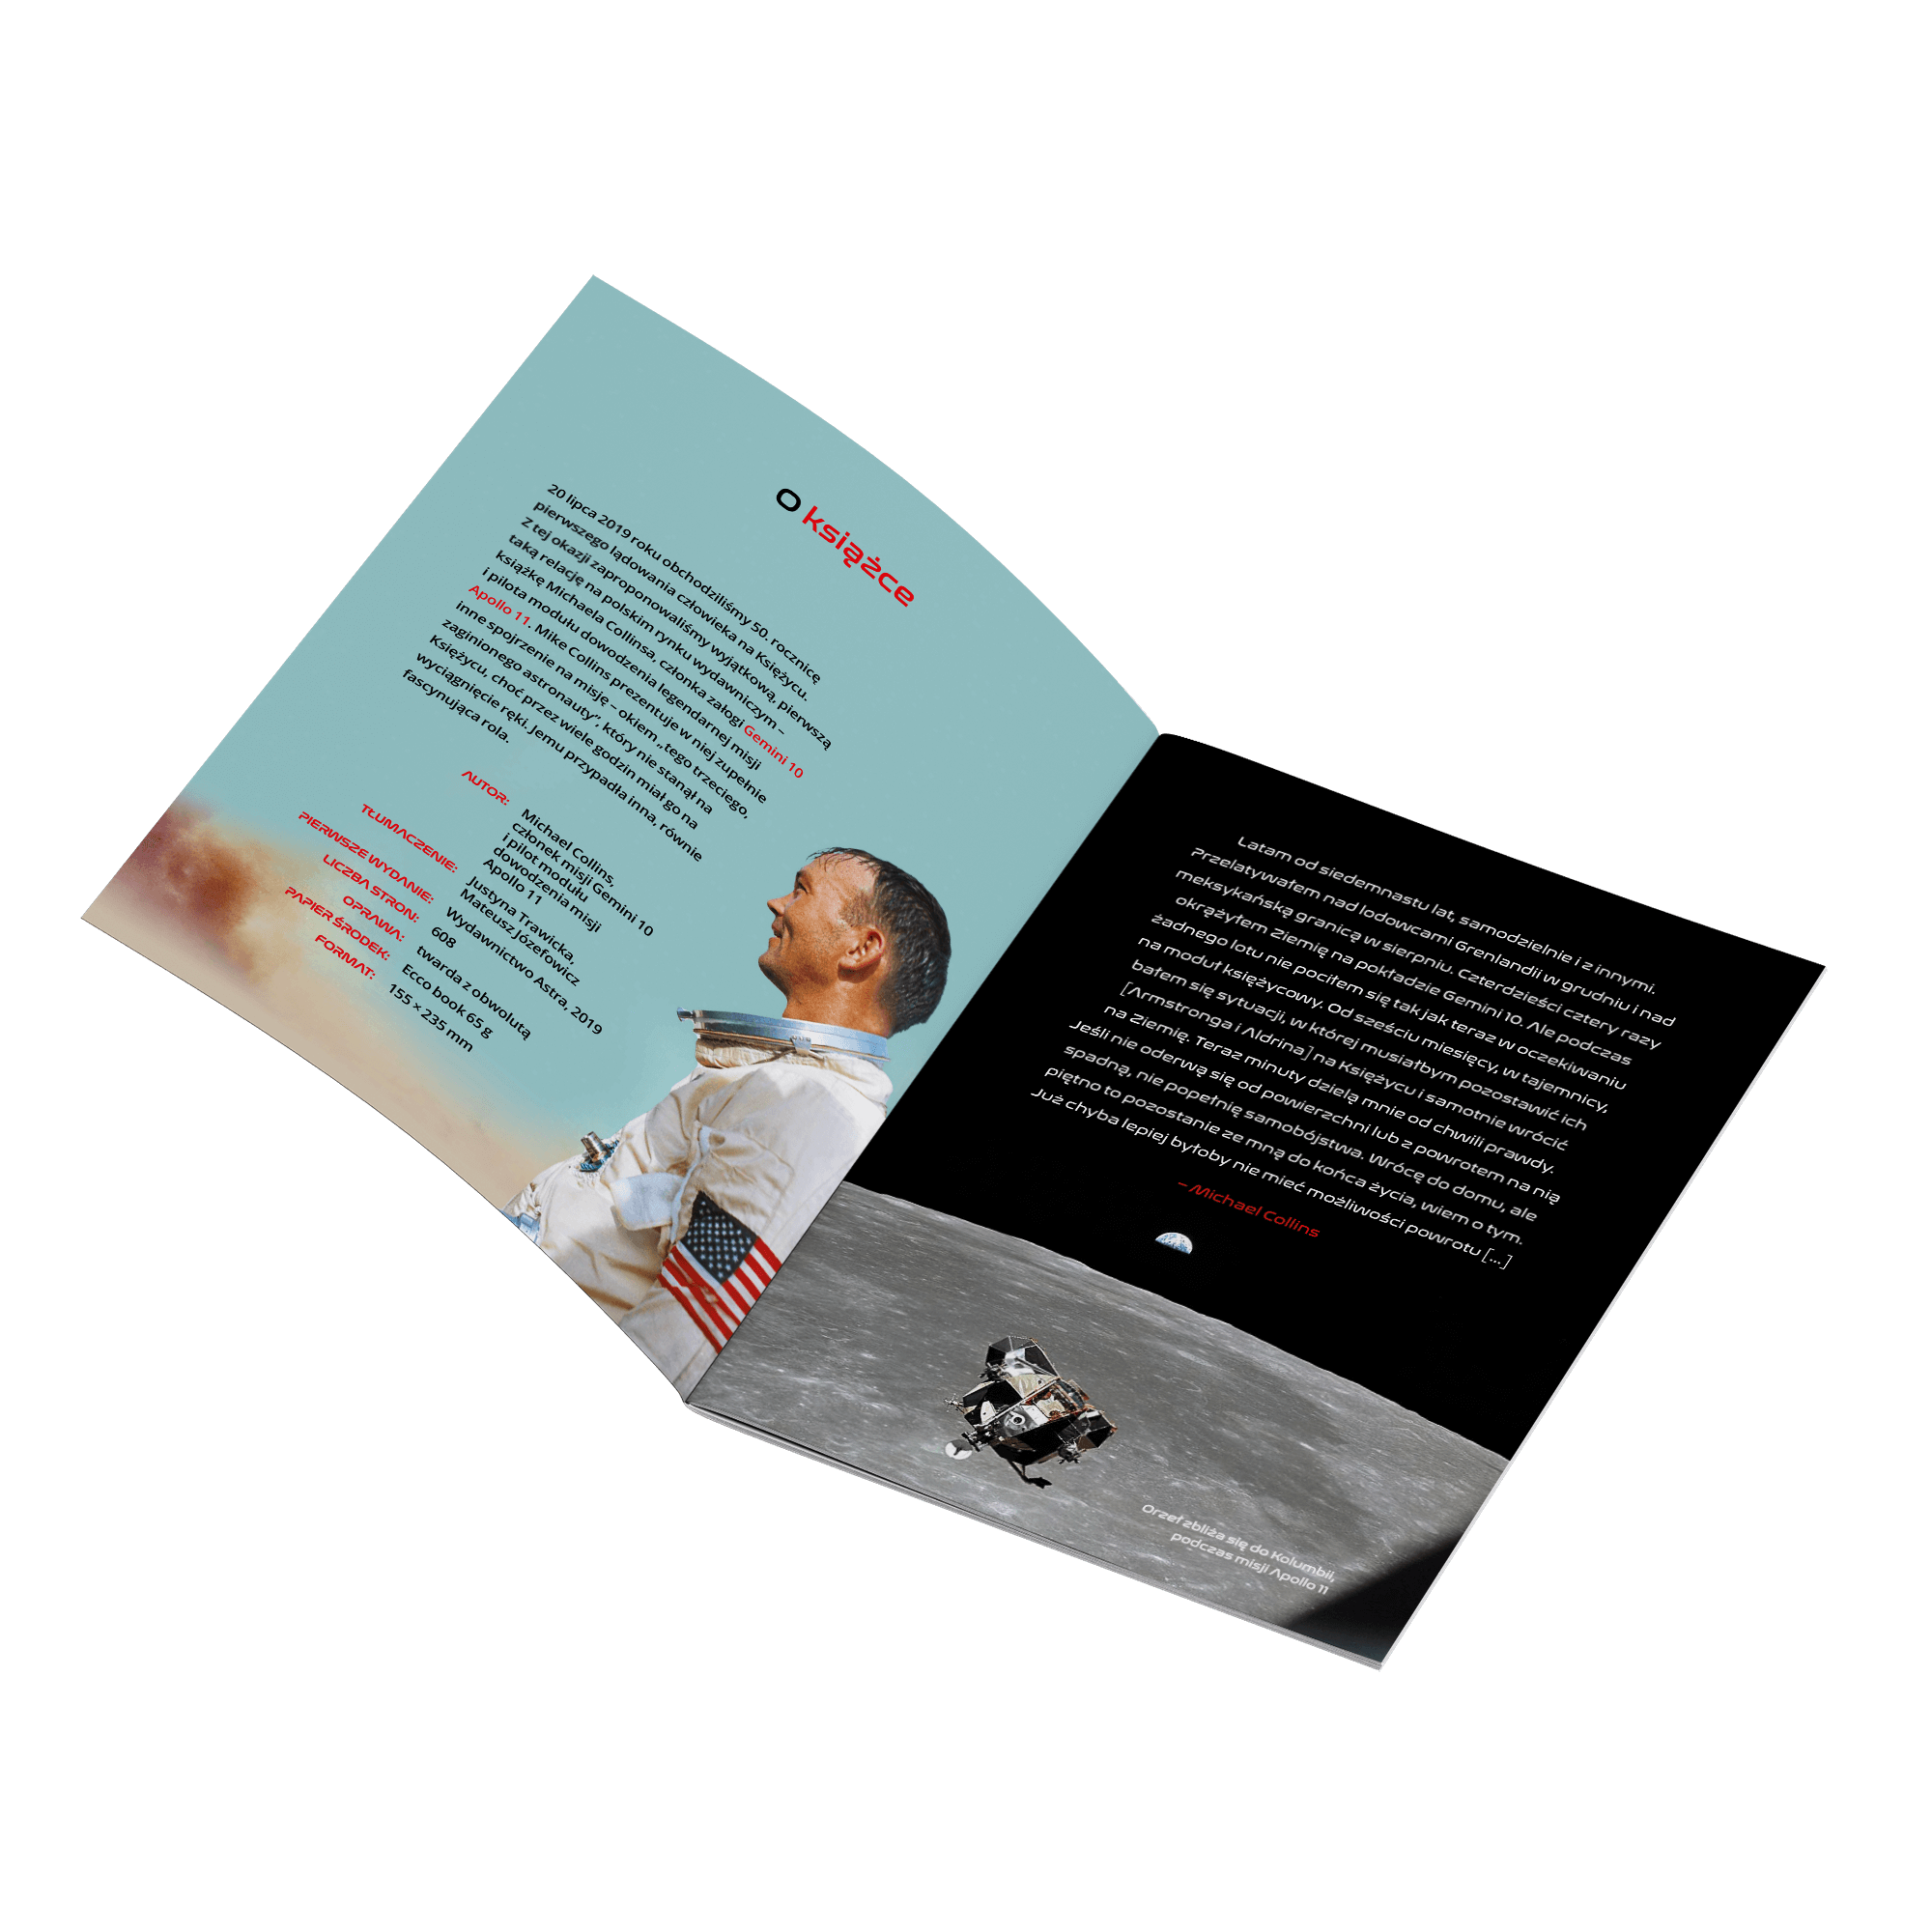 O książce
20 lipca 2019 roku obchodziliśmy 50. rocznicę
pierwszego lądowania człowieka na Księżycu.
Z tej okazji zaproponowaliśmy wyjątkową, pierwszą
taką relację na polskim rynku wydawniczym –
książkę Michaela Collinsa, członka załogi Gemini 10
i pilota modułu dowodzenia legendarnej misji
Apollo 11. Mike Collins prezentuje w niej zupełnie
inne spojrzenie na misję – okiem „tego trzeciego,
zaginionego astronauty”, który nie stanął na
Księżycu, choć przez wiele godzin miał go na
wyciągnięcie ręki. Jemu przypadła inna, równie
fascynująca rola.
AUTOR: Michael Collins,
członek misji Gemini 10
i pilot modułu
dowodzenia misji
Apollo 11
TŁUMACZENIE: Justyna Trawicka,
Mateusz Józefowicz
PIERWSZE WYDANIE: Wydawnictwo Astra, 2019
LICZBA STRON: 608
OPRAWA: twarda z obwolutą
PAPIER ŚRODEK: Ecco book 65 g
FORMAT: 155 × 235 mm
Latam od siedemnastu lat, samodzielnie i z innymi.
Przelatywałem nad lodowcami Grenlandii w grudniu i nad
meksykańską granicą w sierpniu. Czterdzieści cztery razy
okrążyłem Ziemię na pokładzie Gemini 10. Ale podczas
żadnego lotu nie pociłem się tak jak teraz w oczekiwaniu
na moduł księżycowy. Od sześciu miesięcy, w tajemnicy,
bałem się sytuacji, w której musiałbym pozostawić ich
[Armstronga i Aldrina] na Księżycu i samotnie wrócić
na Ziemię. Teraz minuty dzielą mnie od chwili prawdy.
Jeśli nie oderwą się od powierzchni lub z powrotem na nią
spadną, nie popełnię samobójstwa. Wrócę do domu, ale
piętno to pozostanie ze mną do końca życia, wiem o tym.
Już chyba lepiej byłoby nie mieć możliwości powrotu [...]
– Michael Collins
Orzeł zbliża się do Kolumbii,
podczas misji Apollo 11